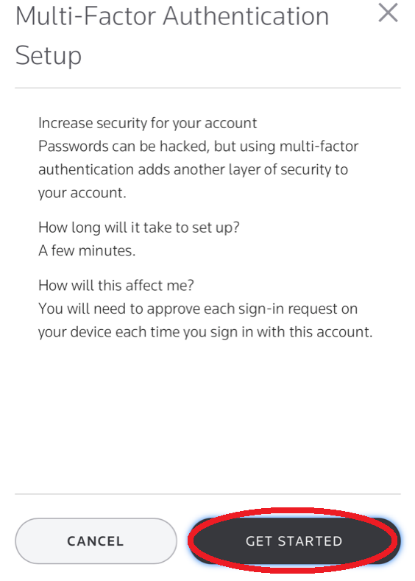 Multi-Factor Authentication
Setup
Increase security for your account
Passwords can be hacked, but using multi-factor
authentication adds another layer of security to
your account.
How long will it take to set up?
A few minutes.
How will this affect me?
You will need to approve each sign-in request on
your device each time you sign in with this account.
CANCEL
GET STARTED